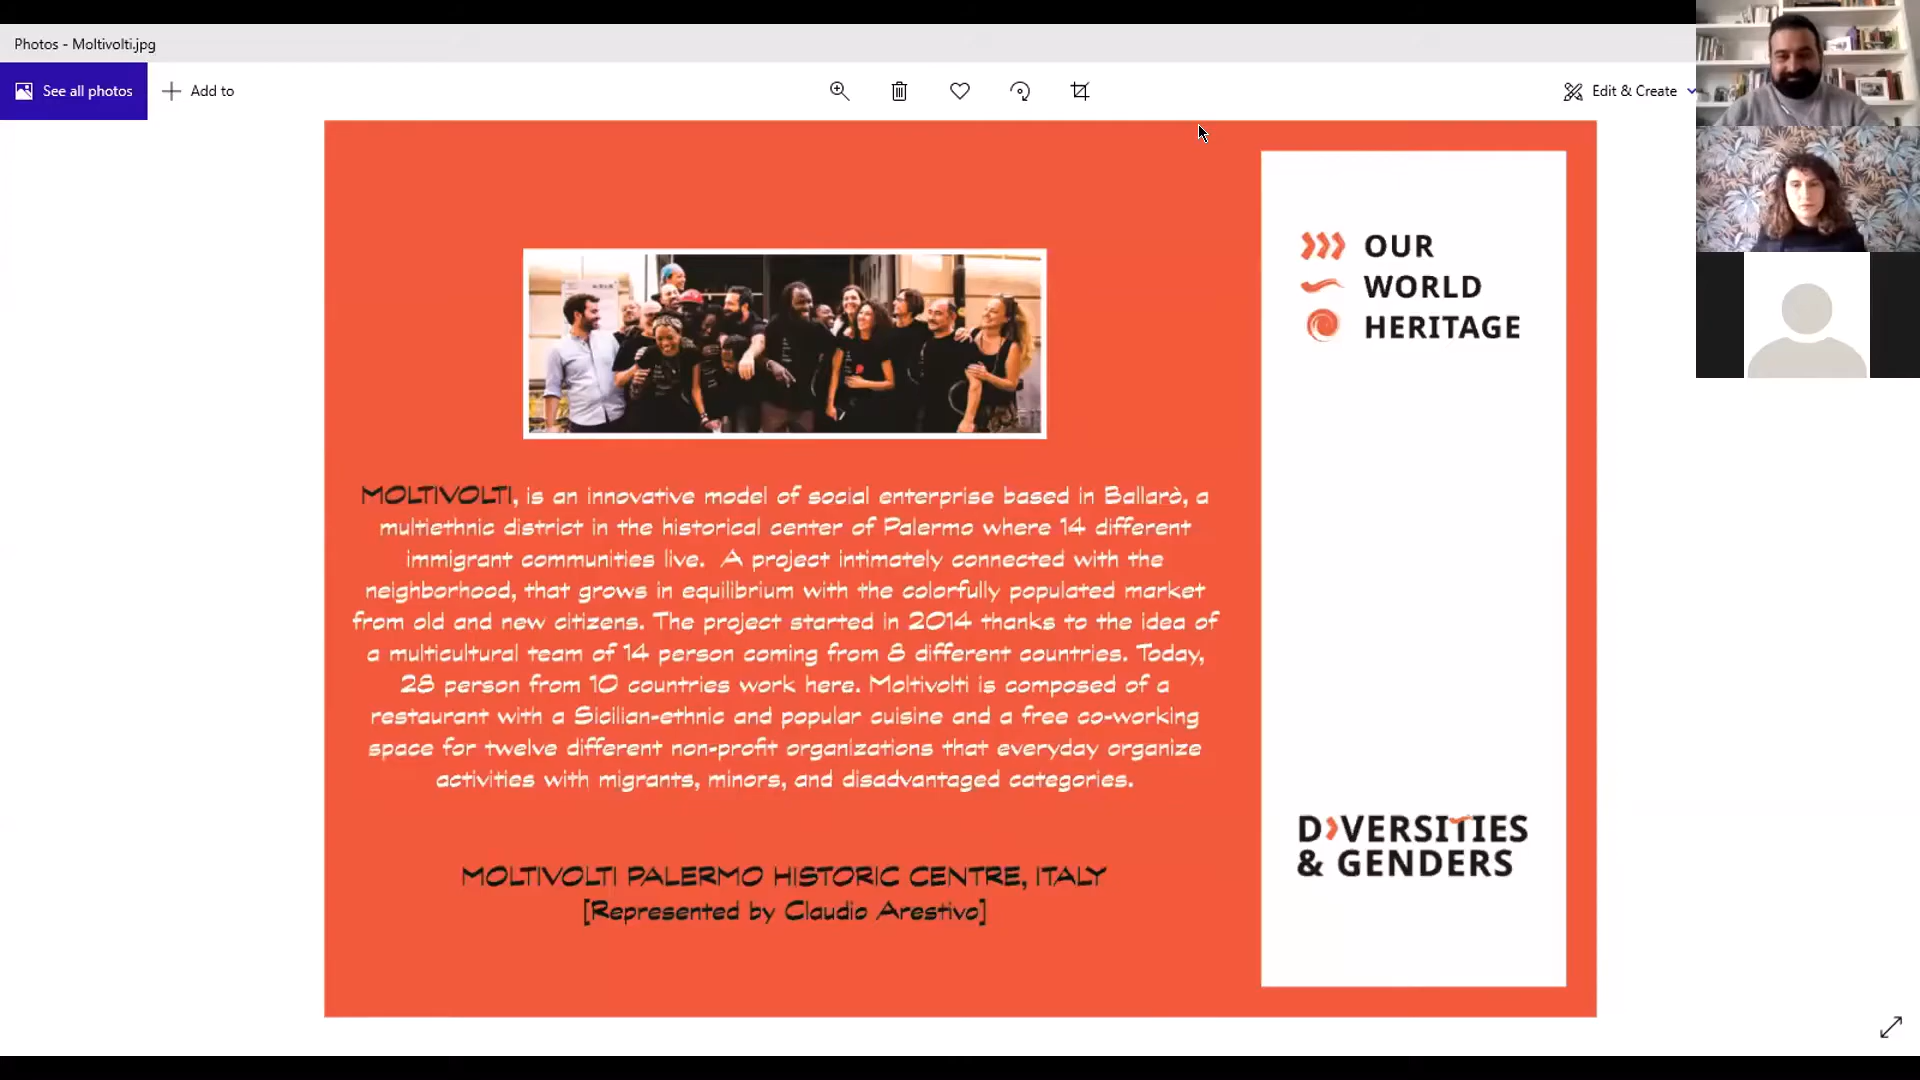 Photos - Moltivolti.jpg
See all photos
Add to
Edit & Create
OUR
WORLD
HERITAGE
MOLTIVOLTI, is an innovative model of social enterprise based in Ballarò, a
multiethnic district in the historical center of Palermo where 14 different
immigrant communities live. A project intimately connected with the
neighborhood, that grows in equilibrium with the colorfully populated market
from old and new citizens. The project started in 2014 thanks to the idea of
a multicultural team of 14 person coming from 8 different countries. Today,
28 person from 10 countries work here. Moltivolti is composed of a
restaurant with a Sicilian-ethnic and popular cuisine and a free co-working
space for twelve different non-profit organizations that everyday organize
activities with migrants, minors, and disadvantaged categories.
MOLTIVOLTI PALERMO HISTORIC CENTRE, ITALY
[Represented by Claudio Arestivo]
DIVERSITIES
& GENDERS